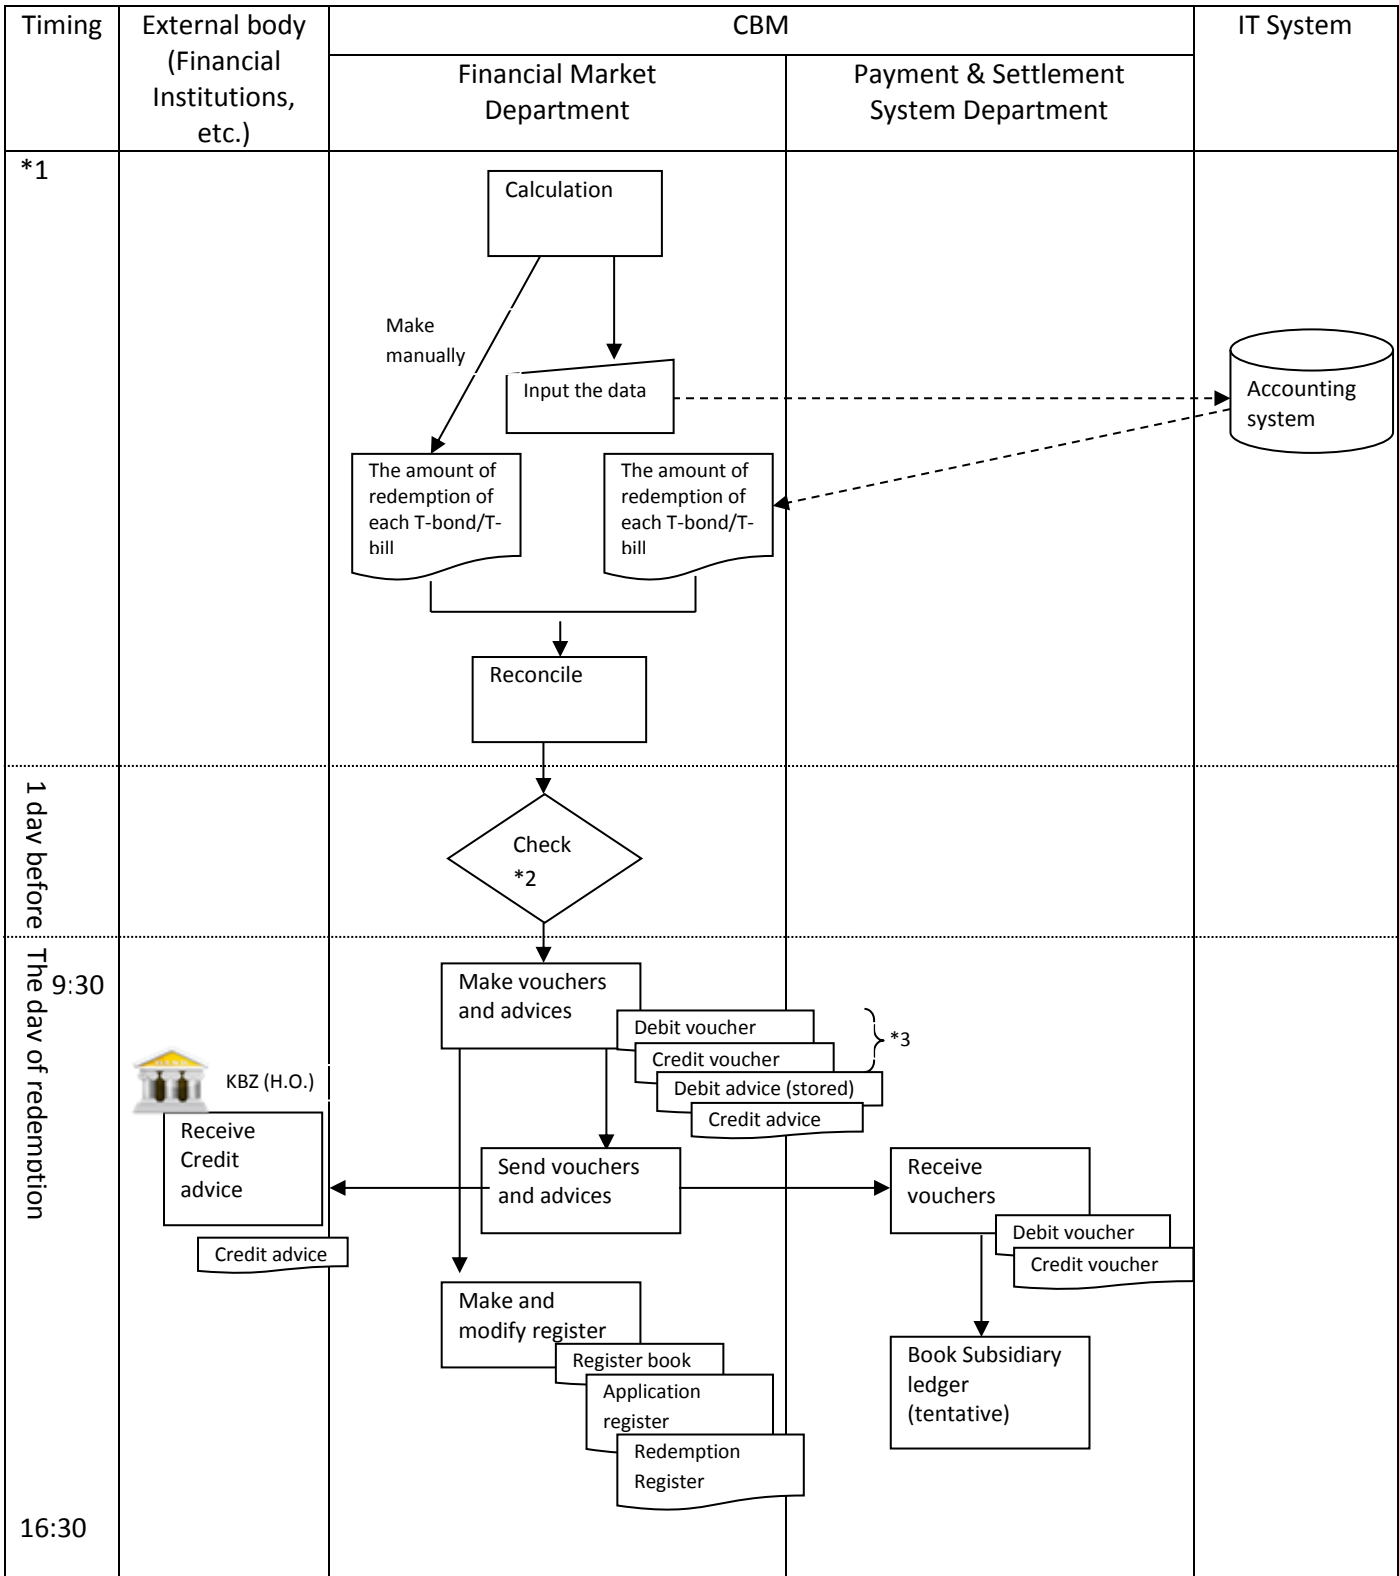 Timing
External body
(Financial
Institutions,
etc.)
CBM
IT System
Financial Market
Department
Payment & Settlement
System Department
*1
Calculation
Make
manually
Input the data
Accounting
system
The amount of
redemption of
each T-bond/T-
bill
The amount of
redemption of
each T-bond/T-
bill
Reconcile
1 day before
Check
*2
The day of redemption
9:30
Make vouchers
and advices
Debit voucher
Credit voucher
Debit advice (stored)
Credit advice
*3
KBZ (H.O.)
Receive
Credit
advice
Credit advice
Send vouchers
and advices
Receive
vouchers
Debit voucher
Credit voucher
Make and
modify register
Register book
Application
register
Redemption
Register
Book Subsidiary
ledger
(tentative)
16:30